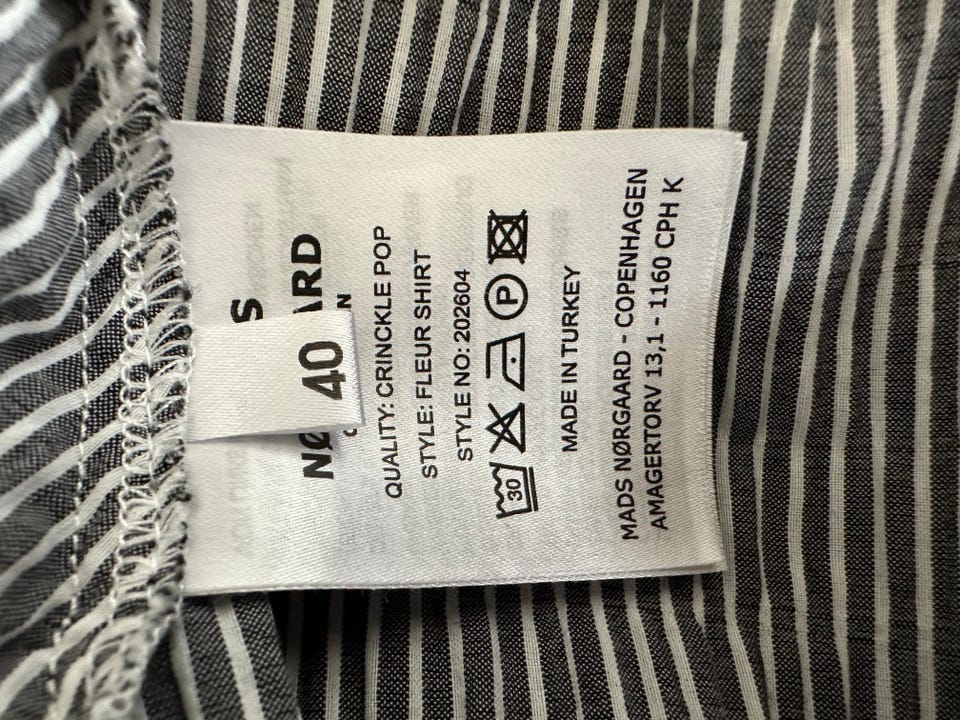 S
NØ ARD
N
40
QUALITY: CRINCKLE POP
STYLE: FLEUR SHIRT
STYLE NO: 202604
30 P
MADE IN TURKEY
MADS NØRGAARD - COPENHAGEN
AMAGERTORV 13,1 - 1160 CPH K